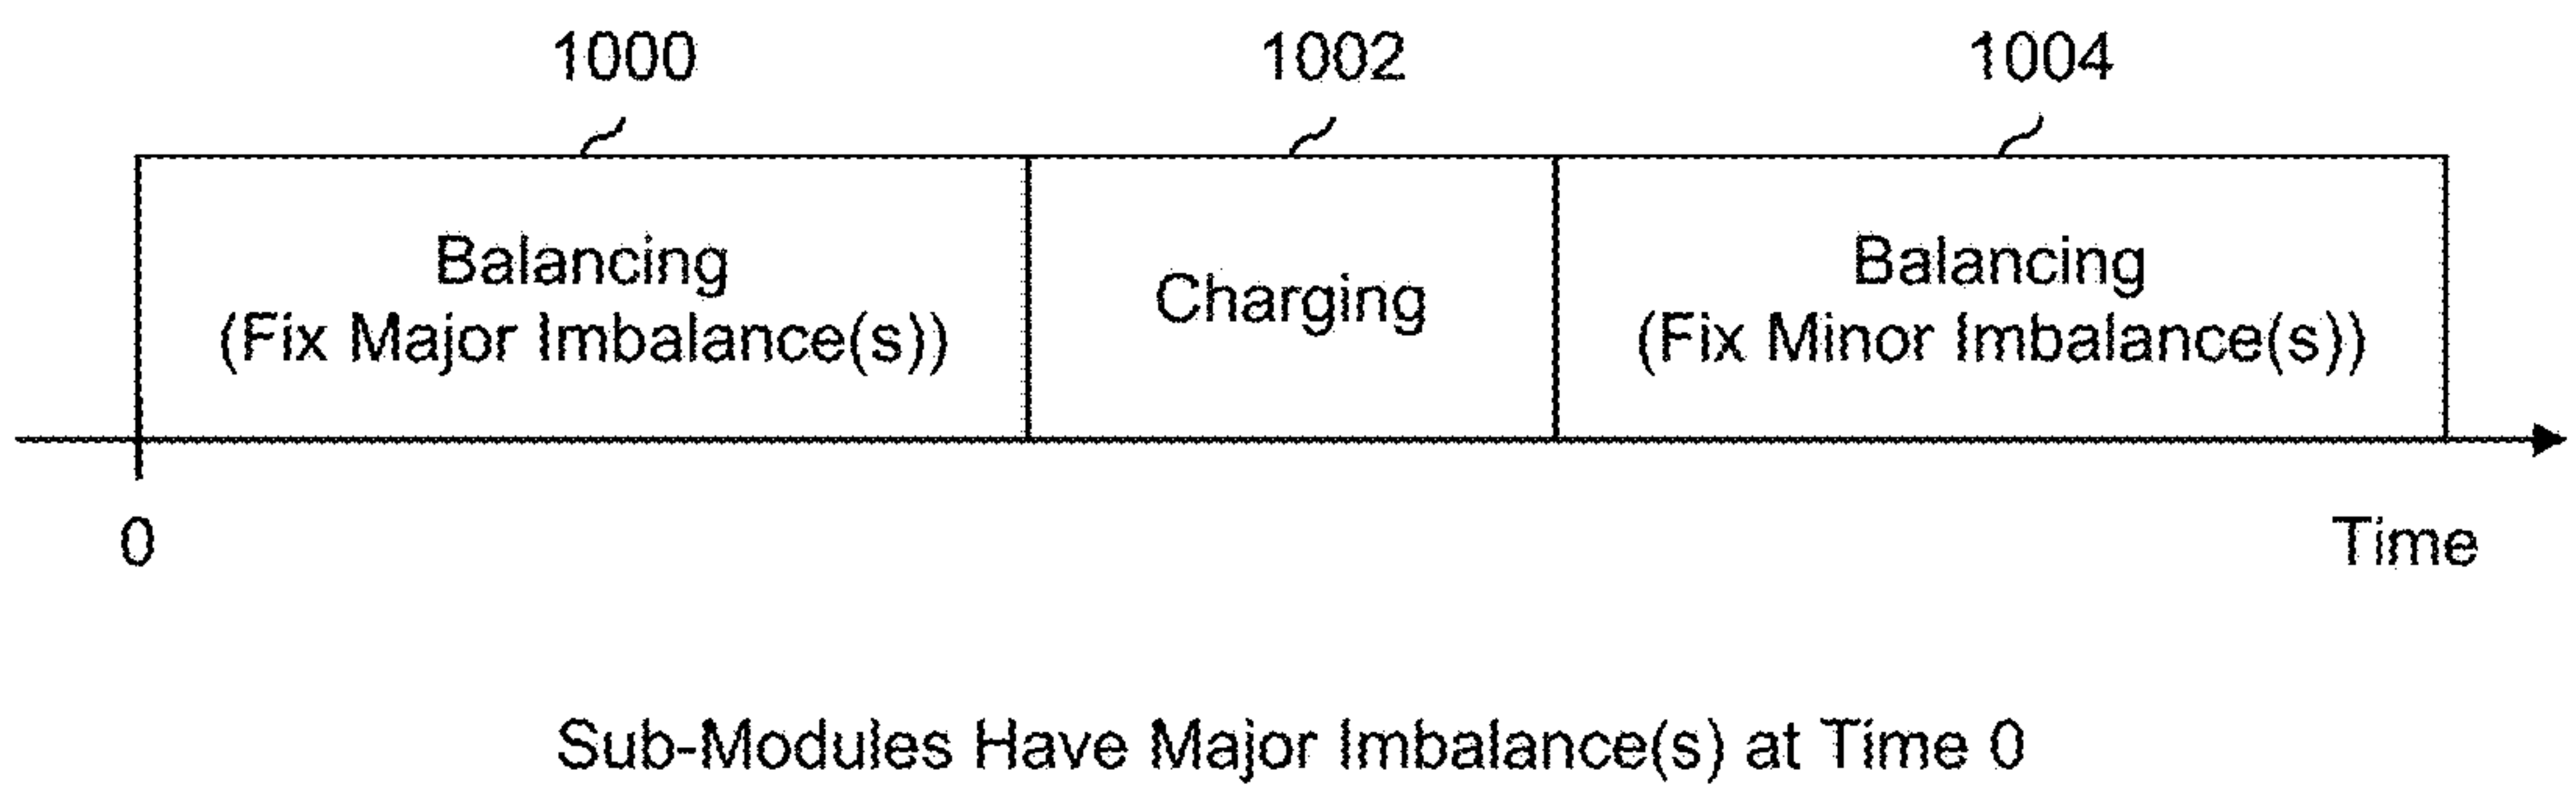 1000
1002
1004
Balancing
(Fix Major Imbalance(s))
Charging
Balancing
(Fix Minor Imbalance(s))
0
Time
Sub-Modules Have Major Imbalance(s) at Time 0